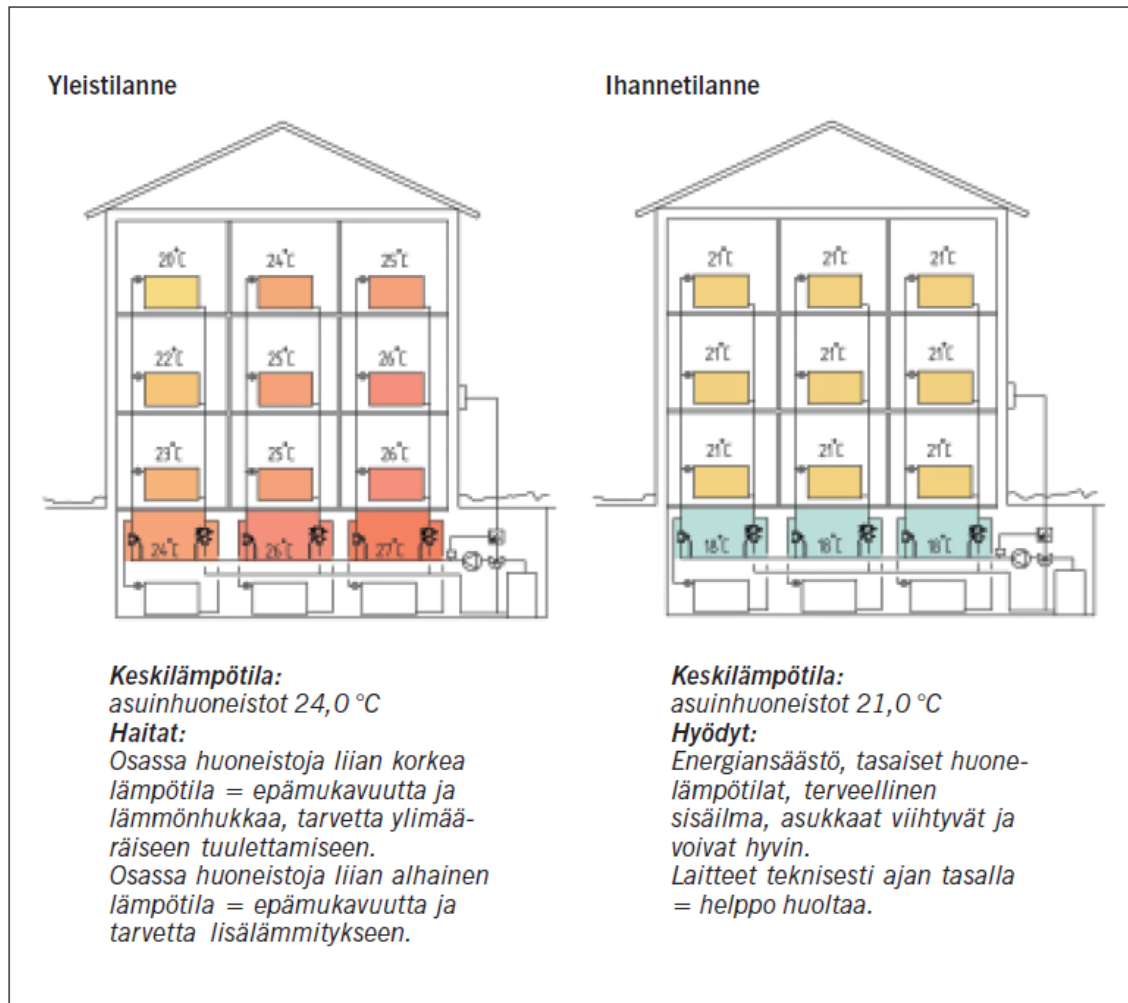 Yleistilanne
20°C 24°C 25°C
22°C 25°C 26°C
23°C 25°C 26°C
24°C 26°C 27°C
Keskilämpötila:
asuinhuoneistot 24,0 °C
Haitat:
Osassa huoneistoja liian korkea
lämpötila = epämukavuutta ja
lämmönhukkaa, tarvetta ylimää-
räiseen tuulettamiseen.
Osassa huoneistoja liian alhainen
lämpötila = epämukavuutta ja
tarvetta lisälämmitykseen.
Ihannetilanne
21°C 21°C 21°C
21°C 21°C 21°C
21°C 21°C 21°C
18°C 18°C 18°C
Keskilämpötila:
asuinhuoneistot 21,0 °C
Hyödyt:
Energiansäästö, tasaiset huone-
lämpötilat, terveellinen
sisäilma, asukkaat viihtyvät ja
voivat hyvin.
Laitteet teknisesti ajan tasalla
= helppo huoltaa.